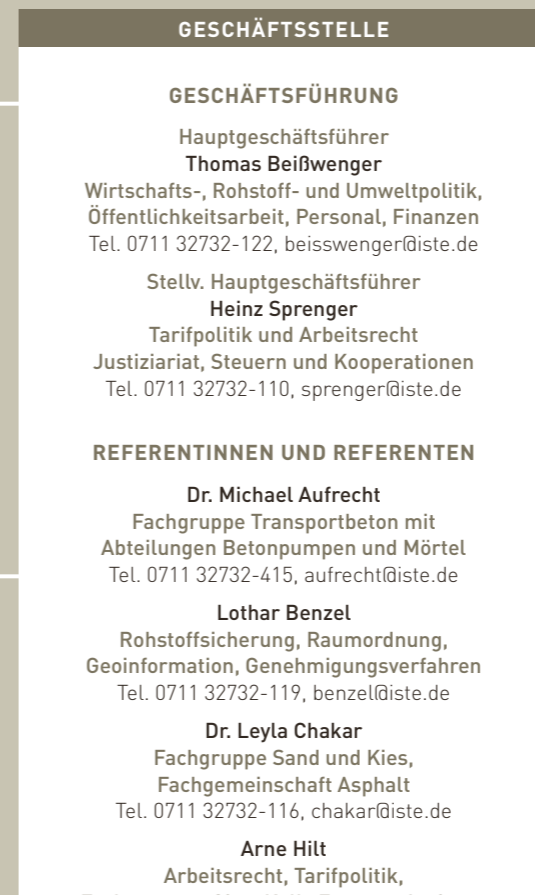 GESCHÄFTSSTELLE
GESCHÄFTSFÜHRUNG
Hauptgeschäftsführer
Thomas Beißwenger
Wirtschafts-, Rohstoff- und Umweltpolitik,
Öffentlichkeitsarbeit, Personal, Finanzen
Tel. 0711 32732-122, beisswenger@iste.de
Stellv. Hauptgeschäftsführer
Heinz Sprenger
Tarifpolitik und Arbeitsrecht
Justiziariat, Steuern und Kooperationen
Tel. 0711 32732-110, sprenger@iste.de
REFERENTINNEN UND REFERENTEN
Dr. Michael Aufrecht
Fachgruppe Transportbeton mit
Abteilungen Betonpumpen und Mörtel
Tel. 0711 32732-415, aufrecht@iste.de
Lothar Benzel
Rohstoffsicherung, Raumordnung,
Geoinformation, Genehmigungsverfahren
Tel. 0711 32732-119, benzel@iste.de
Dr. Leyla Chakar
Fachgruppe Sand und Kies,
Fachgemeinschaft Asphalt
Tel. 0711 32732-116, chakar@iste.de
Arne Hilt
Arbeitsrecht, Tarifpolitik,